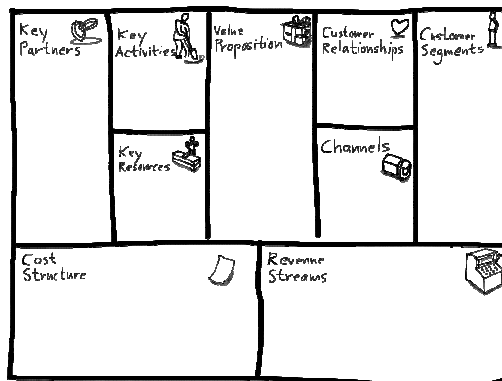 Key
Partners
Key
Activities
Value
Proposition
Customer
Relationships
Customer
Segments
Key
Resources
Channels
Cost
Structure
Revenue
Streams